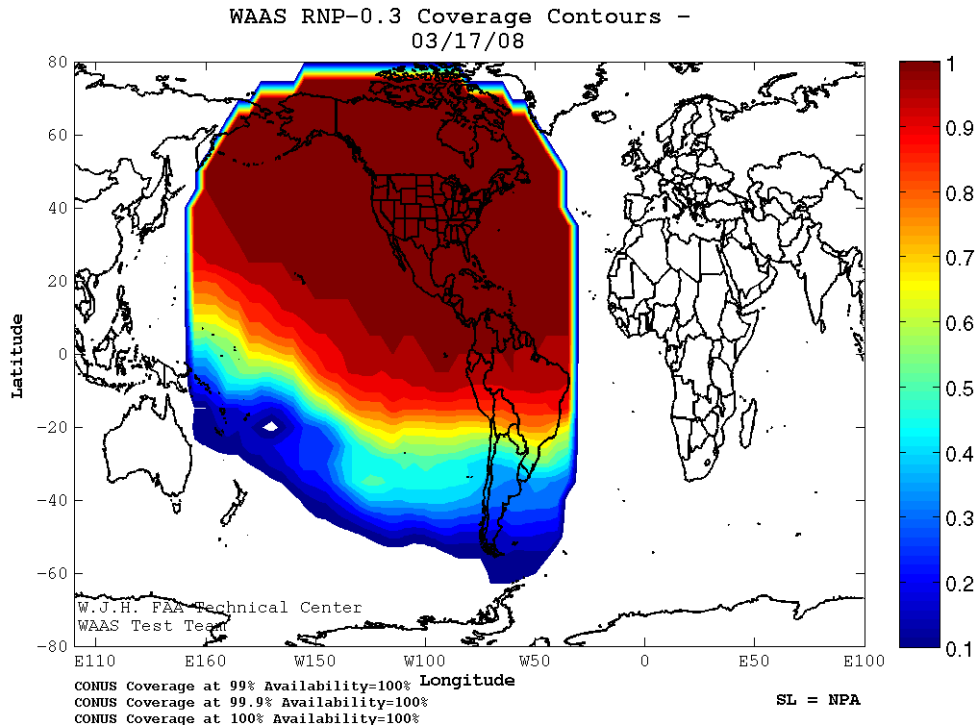 WAAS RNP-0.3 Coverage Contours -
03/17/08
80
60
40
20
0
-20
-40
-60
-80
Latitude
W.J.H. FAA Technical Center
WAAS Test Team
E110 E160 W150 W100 W50 0 E50 E100
Longitude
1
0.9
0.8
0.7
0.6
0.5
0.4
0.3
0.2
0.1
CONUS Coverage at 99% Availability=100%
CONUS Coverage at 99.9% Availability=100%
CONUS Coverage at 100% Availability=100%
SL = NPA